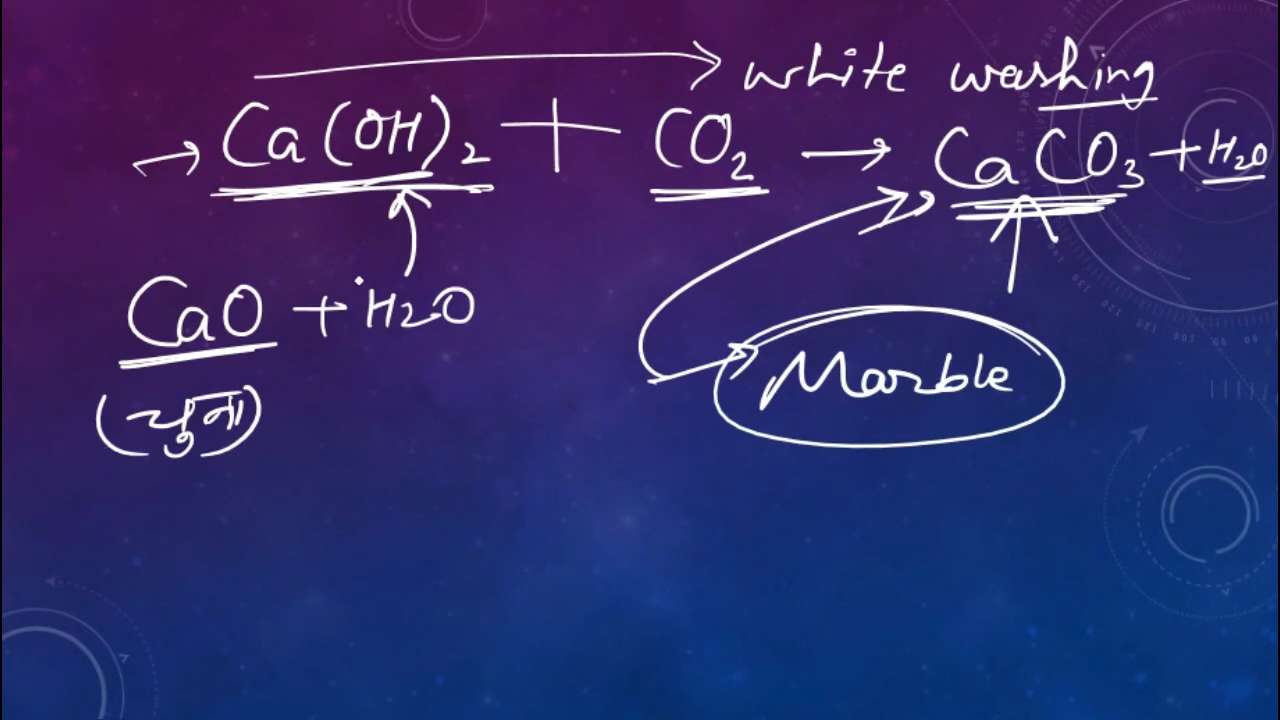 → white washing
→ Ca(OH)₂ + CO₂ → CaCO₃ + H₂O
CaO + H₂O
(चुना)
Marble